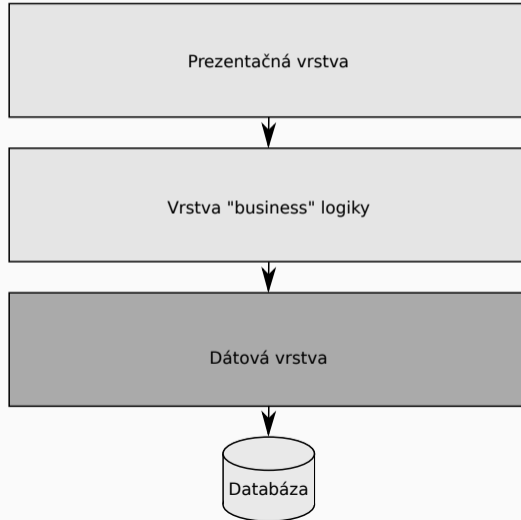 Prezentačná vrstva
Vrstva "business" logiky
Dátová vrstva
Databáza